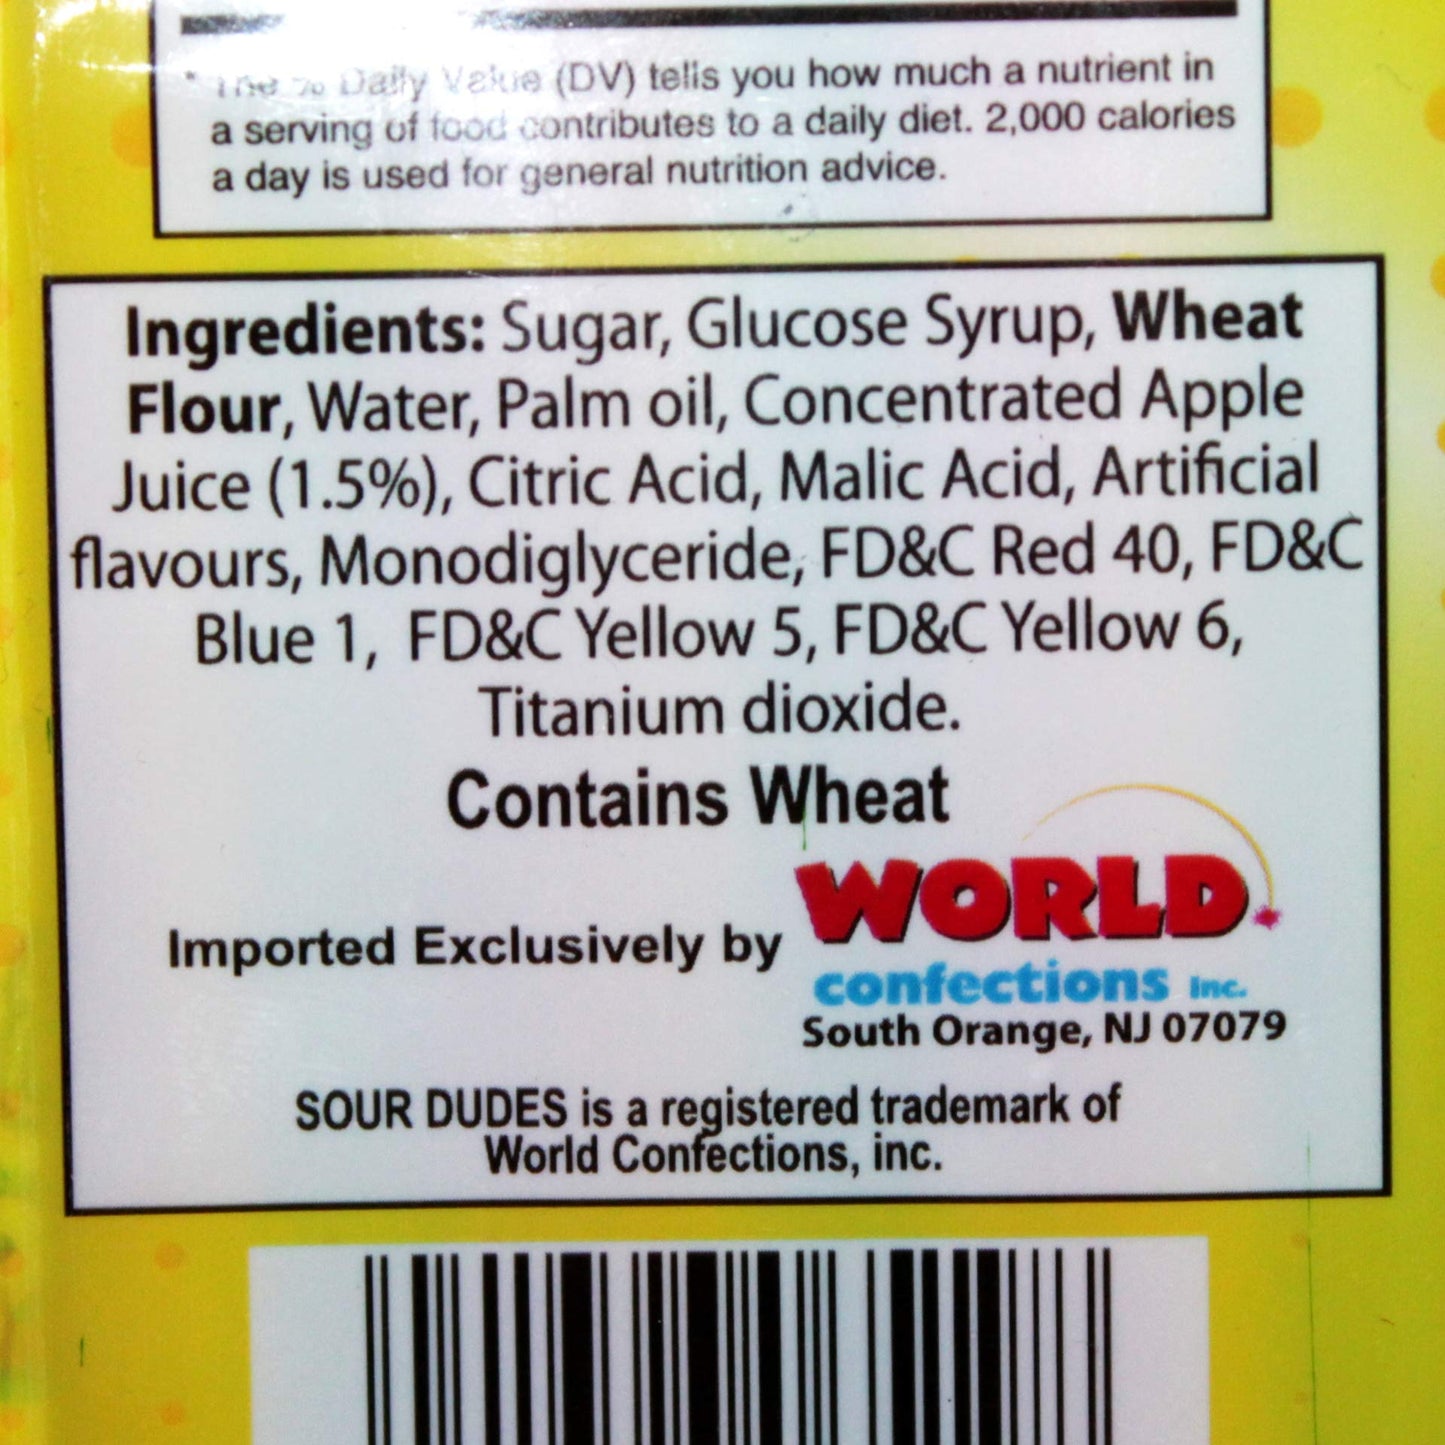 * The % Daily Value (DV) tells you how much a nutrient in
a serving of food contributes to a daily diet. 2,000 calories
a day is used for general nutrition advice.
Ingredients: Sugar, Glucose Syrup, Wheat
Flour, Water, Palm oil, Concentrated Apple
Juice (1.5%), Citric Acid, Malic Acid, Artificial
flavours, Monodiglyceride, FD&C Red 40, FD&C
Blue 1, FD&C Yellow 5, FD&C Yellow 6,
Titanium dioxide.
Contains Wheat
Imported Exclusively by
WORLD
confections Inc.
South Orange, NJ 07079
SOUR DUDES is a registered trademark of
World Confections, inc.